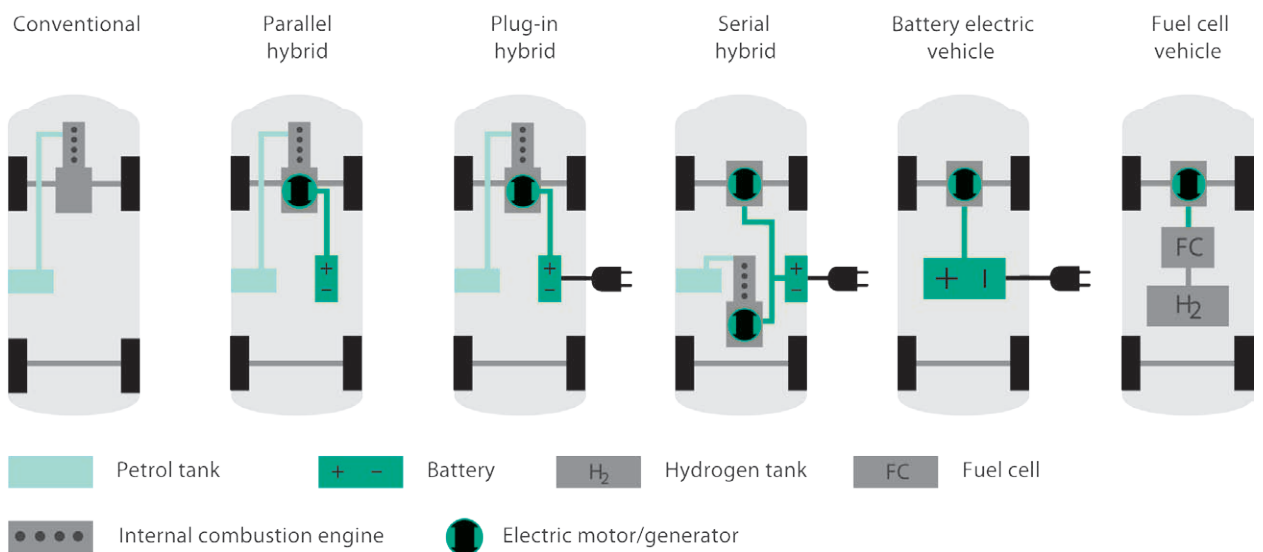 Conventional
Parallel
hybrid
Plug-in
hybrid
Serial
hybrid
Battery electric
vehicle
Fuel cell
vehicle
+
−
+
−
+
−
+ −
FC
H₂
Petrol tank
+ −
Battery
H₂
Hydrogen tank
FC
Fuel cell
Internal combustion engine
Electric motor/generator